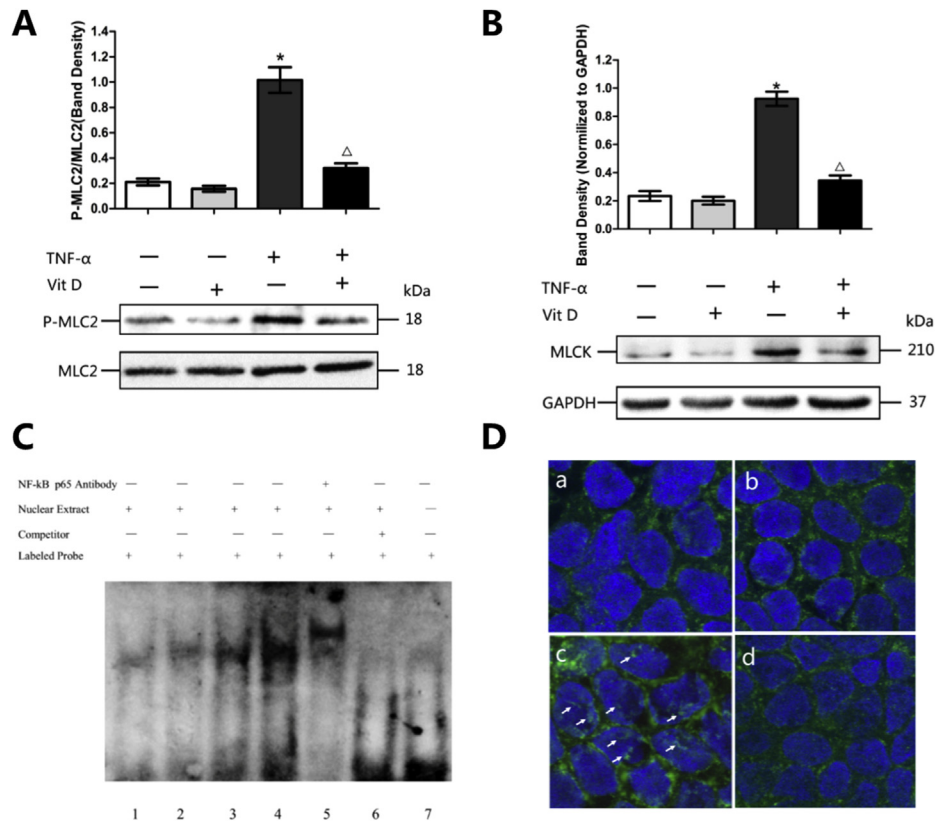 A
P-MLC2/MLC2(Band Density)
1.4
1.2
1.0
0.8
0.6
0.4
0.2
0.0
*
△
TNF-α — — + +
Vit D — + — +
kDa
P-MLC2 18
MLC2 18
B
Band Density (Normilized to GAPDH)
1.2
1.0
0.8
0.6
0.4
0.2
0.0
*
△
TNF-α — — + +
Vit D — + — +
kDa
MLCK 210
GAPDH 37
C
NF-kB p65 Antibody — — — — + — —
Nuclear Extract + + + + + + —
Competitor — — — — — + —
Labeled Probe + + + + + + +
1 2 3 4 5 6 7
D
a b
c d